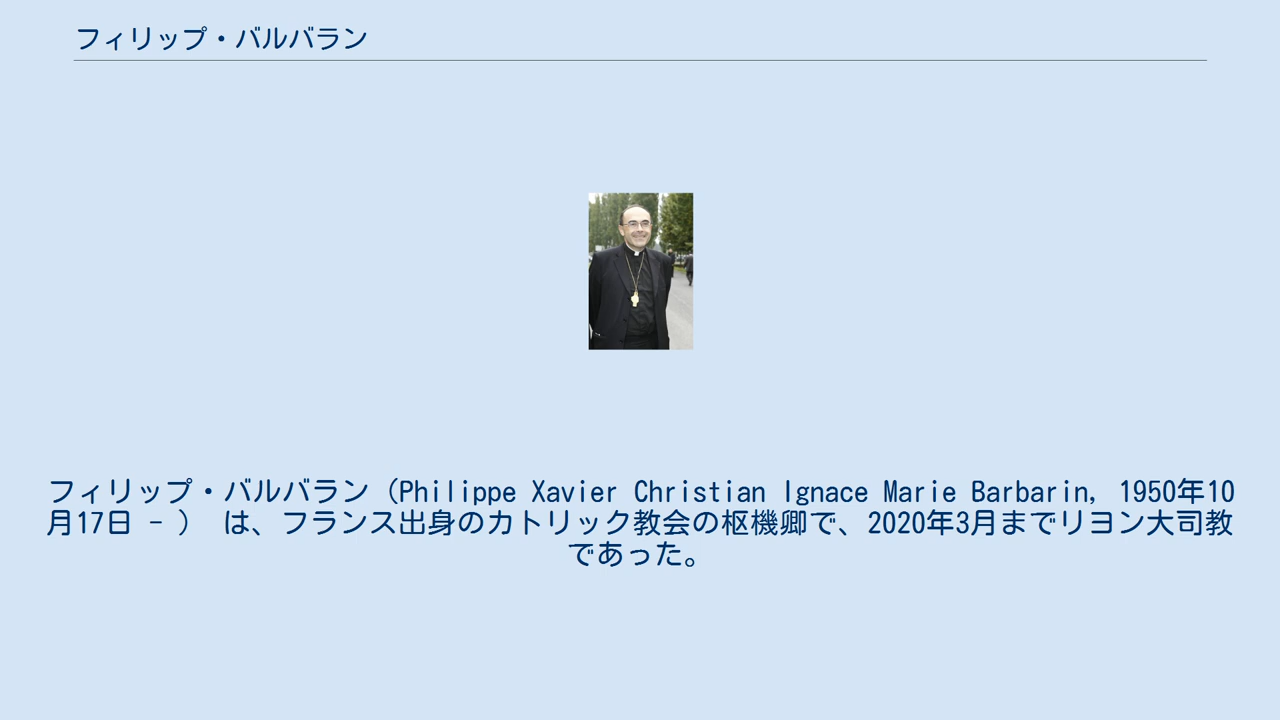 フィリップ・バルバラン
フィリップ・バルバラン（Philippe Xavier Christian Ignace Marie Barbarin, 1950年10
月17日 - ） は、フランス出身のカトリック教会の枢機卿で、2020年3月までリヨン大司教
であった。